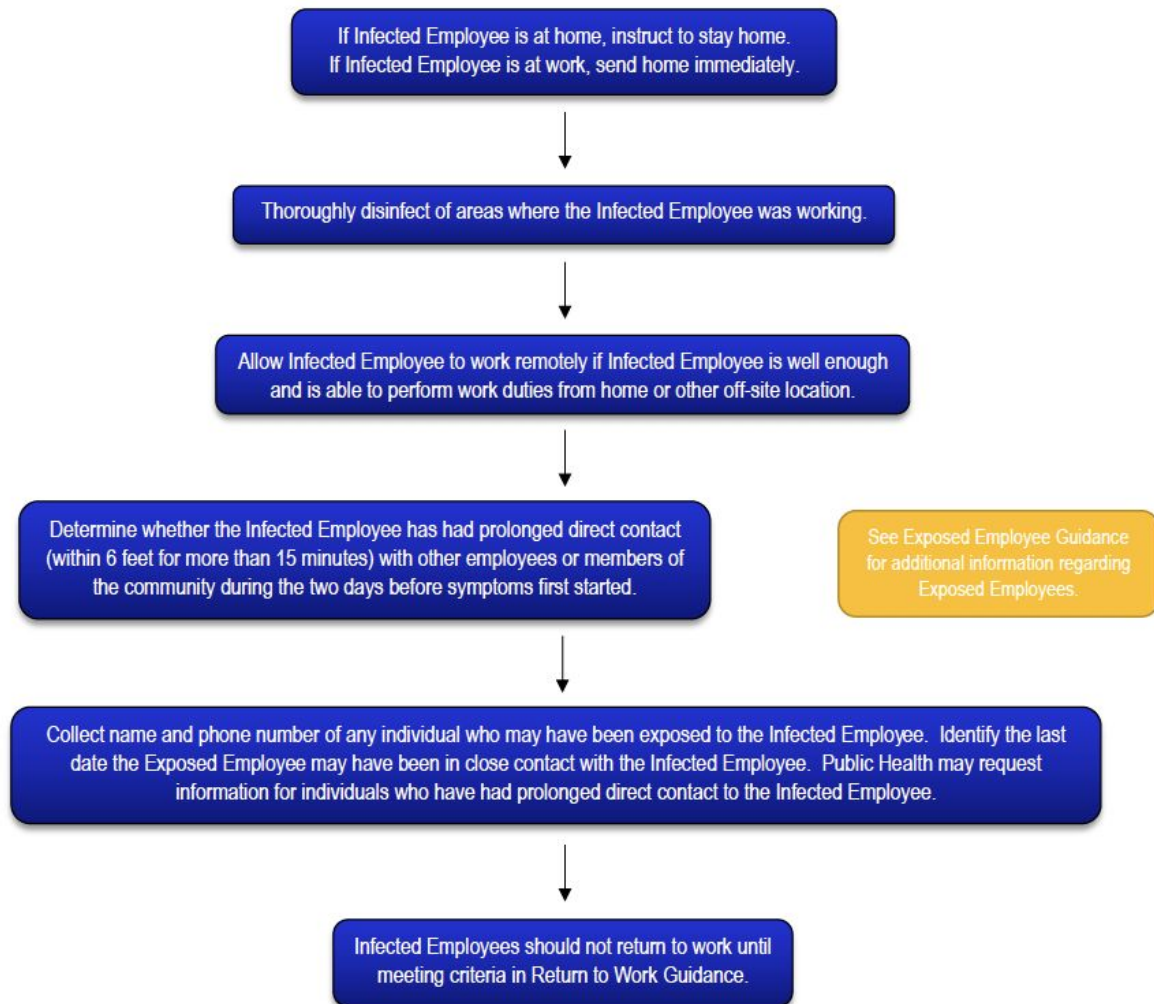 If Infected Employee is at home, instruct to stay home.
If Infected Employee is at work, send home immediately.
Thoroughly disinfect of areas where the Infected Employee was working.
Allow Infected Employee to work remotely if Infected Employee is well enough
and is able to perform work duties from home or other off-site location.
Determine whether the Infected Employee has had prolonged direct contact
(within 6 feet for more than 15 minutes) with other employees or members of
the community during the two days before symptoms first started.
See Exposed Employee Guidance
for additional information regarding
Exposed Employees.
Collect name and phone number of any individual who may have been exposed to the Infected Employee.  Identify the last
date the Exposed Employee may have been in close contact with the Infected Employee.  Public Health may request
information for individuals who have had prolonged direct contact to the Infected Employee.
Infected Employees should not return to work until
meeting criteria in Return to Work Guidance.